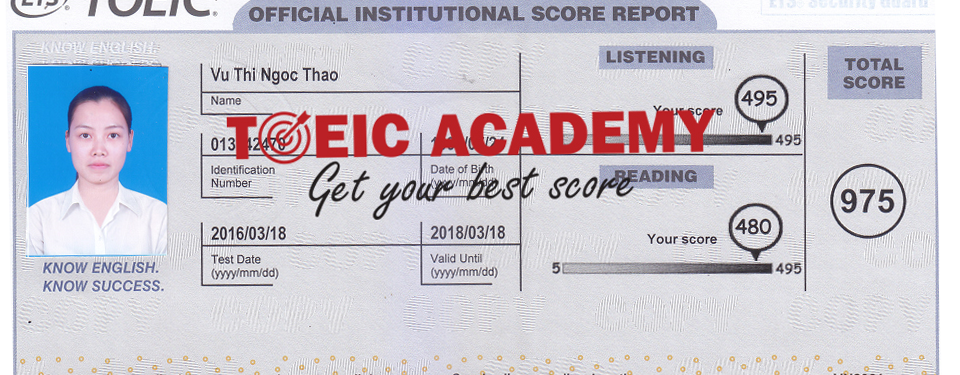 ETS. TOEIC.
OFFICIAL INSTITUTIONAL SCORE REPORT
ETS® Security Guard
KNOW ENGLISH.
Vu Thi Ngoc Thao
Name
Identification
Number
Date of Birth
(yyyy/mm/dd)
2016/03/18
Test Date
(yyyy/mm/dd)
2018/03/18
Valid Until
(yyyy/mm/dd)
KNOW ENGLISH.
KNOW SUCCESS.
TOEIC ACADEMY
Get your best score
LISTENING
Your score
495
495
READING
Your score
480
5
495
TOTAL
SCORE
975
COPY